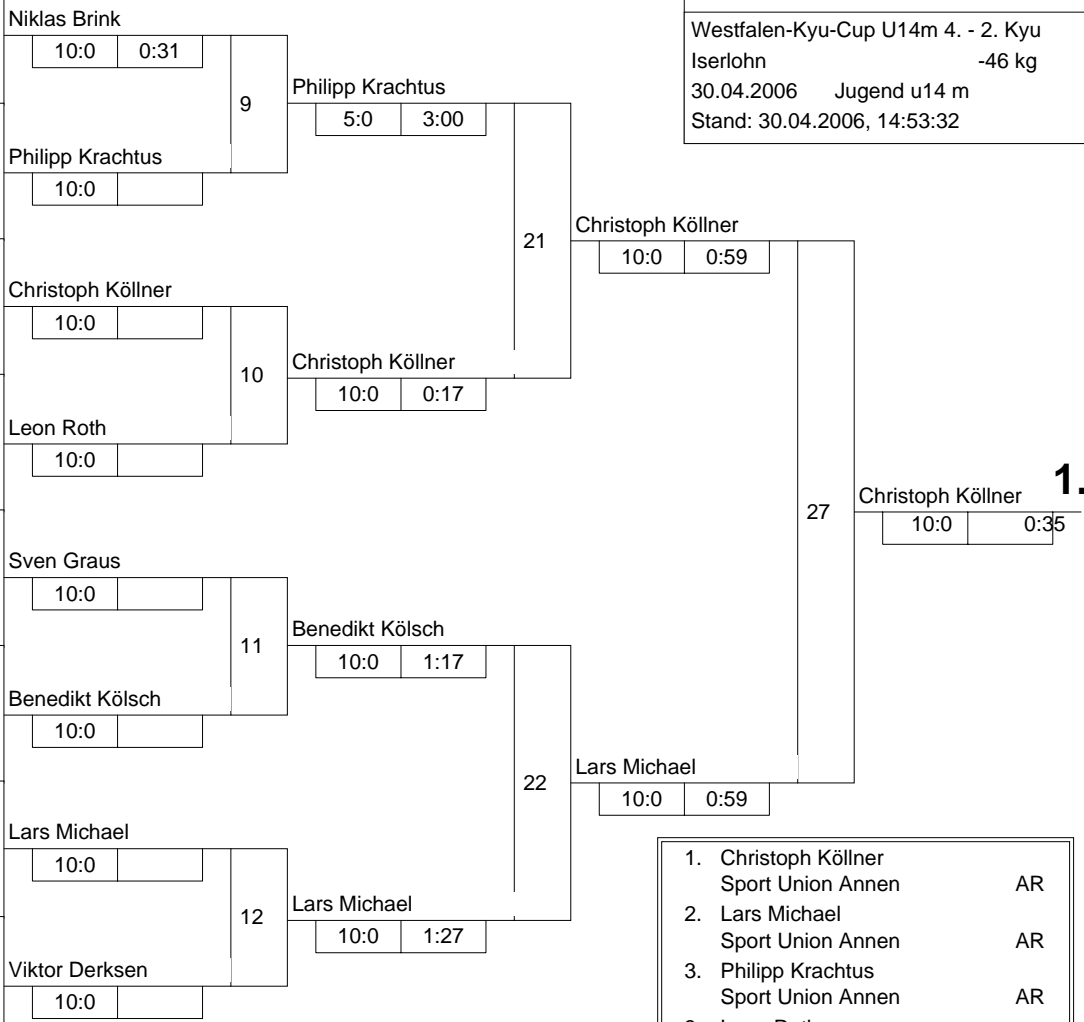 Niklas Brink
10:0 0:31
9
Philipp Krachtus
5:0 3:00
Philipp Krachtus
10:0
Westfalen-Kyu-Cup U14m 4. - 2. Kyu
Iserlohn -46 kg
30.04.2006 Jugend u14 m
Stand: 30.04.2006, 14:53:32
21
Christoph Köllner
10:0 0:59
Christoph Köllner
10:0
10
Christoph Köllner
10:0 0:17
Leon Roth
10:0
27
Christoph Köllner 1.
10:0 0:35
Sven Graus
10:0
11
Benedikt Kölsch
10:0 1:17
Benedikt Kölsch
10:0
22
Lars Michael
10:0 0:59
Lars Michael
10:0
12
Lars Michael
10:0 1:27
Viktor Derksen
10:0
1. Christoph Köllner
Sport Union Annen AR
2. Lars Michael
Sport Union Annen AR
3. Philipp Krachtus
Sport Union Annen AR